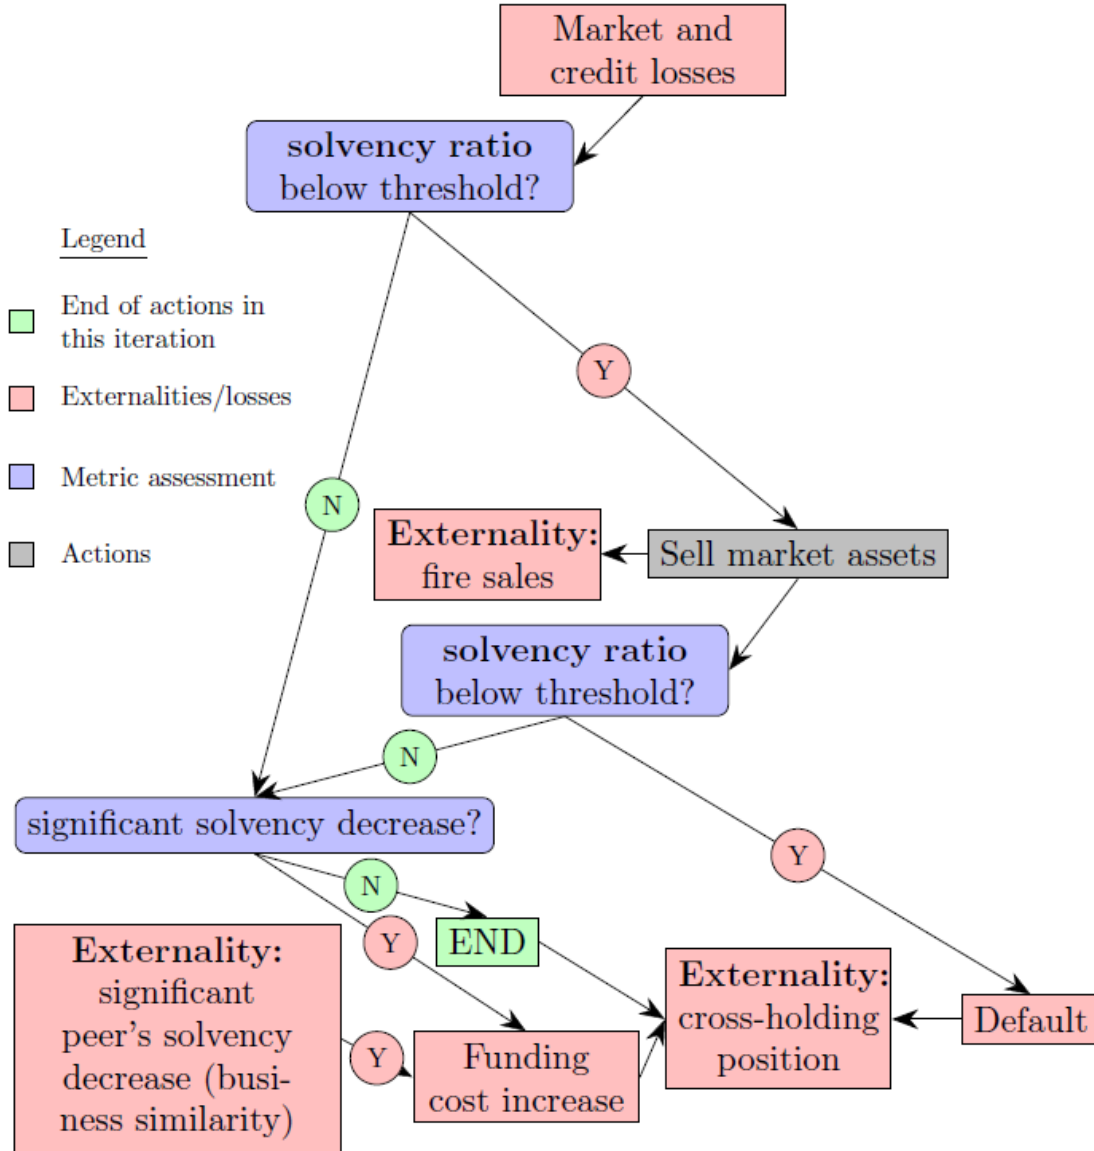 Market and
credit losses
solvency ratio
below threshold?
Legend
End of actions in
this iteration
Externalities/losses
Metric assessment
Actions
Y
N
Externality:
fire sales
Sell market assets
solvency ratio
below threshold?
N
significant solvency decrease?
Y
N
Y
END
Externality:
significant
peer's solvency
decrease (busi-
ness similarity)
Y
Funding
cost increase
Externality:
cross-holding
position
Default